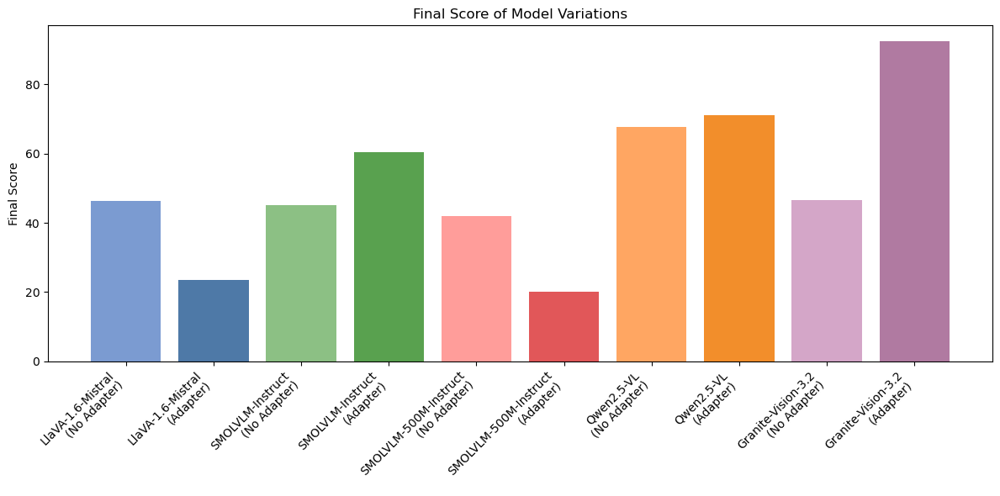 Final Score of Model Variations
Final Score
80
60
40
20
0
LlaVA-1.6-Mistral
(No Adapter)
LlaVA-1.6-Mistral
(Adapter)
SMOLVLM-Instruct
(No Adapter)
SMOLVLM-Instruct
(Adapter)
SMOLVLM-500M-Instruct
(No Adapter)
SMOLVLM-500M-Instruct
(Adapter)
Qwen2.5-VL
(No Adapter)
Qwen2.5-VL
(Adapter)
Granite-Vision-3.2
(No Adapter)
Granite-Vision-3.2
(Adapter)